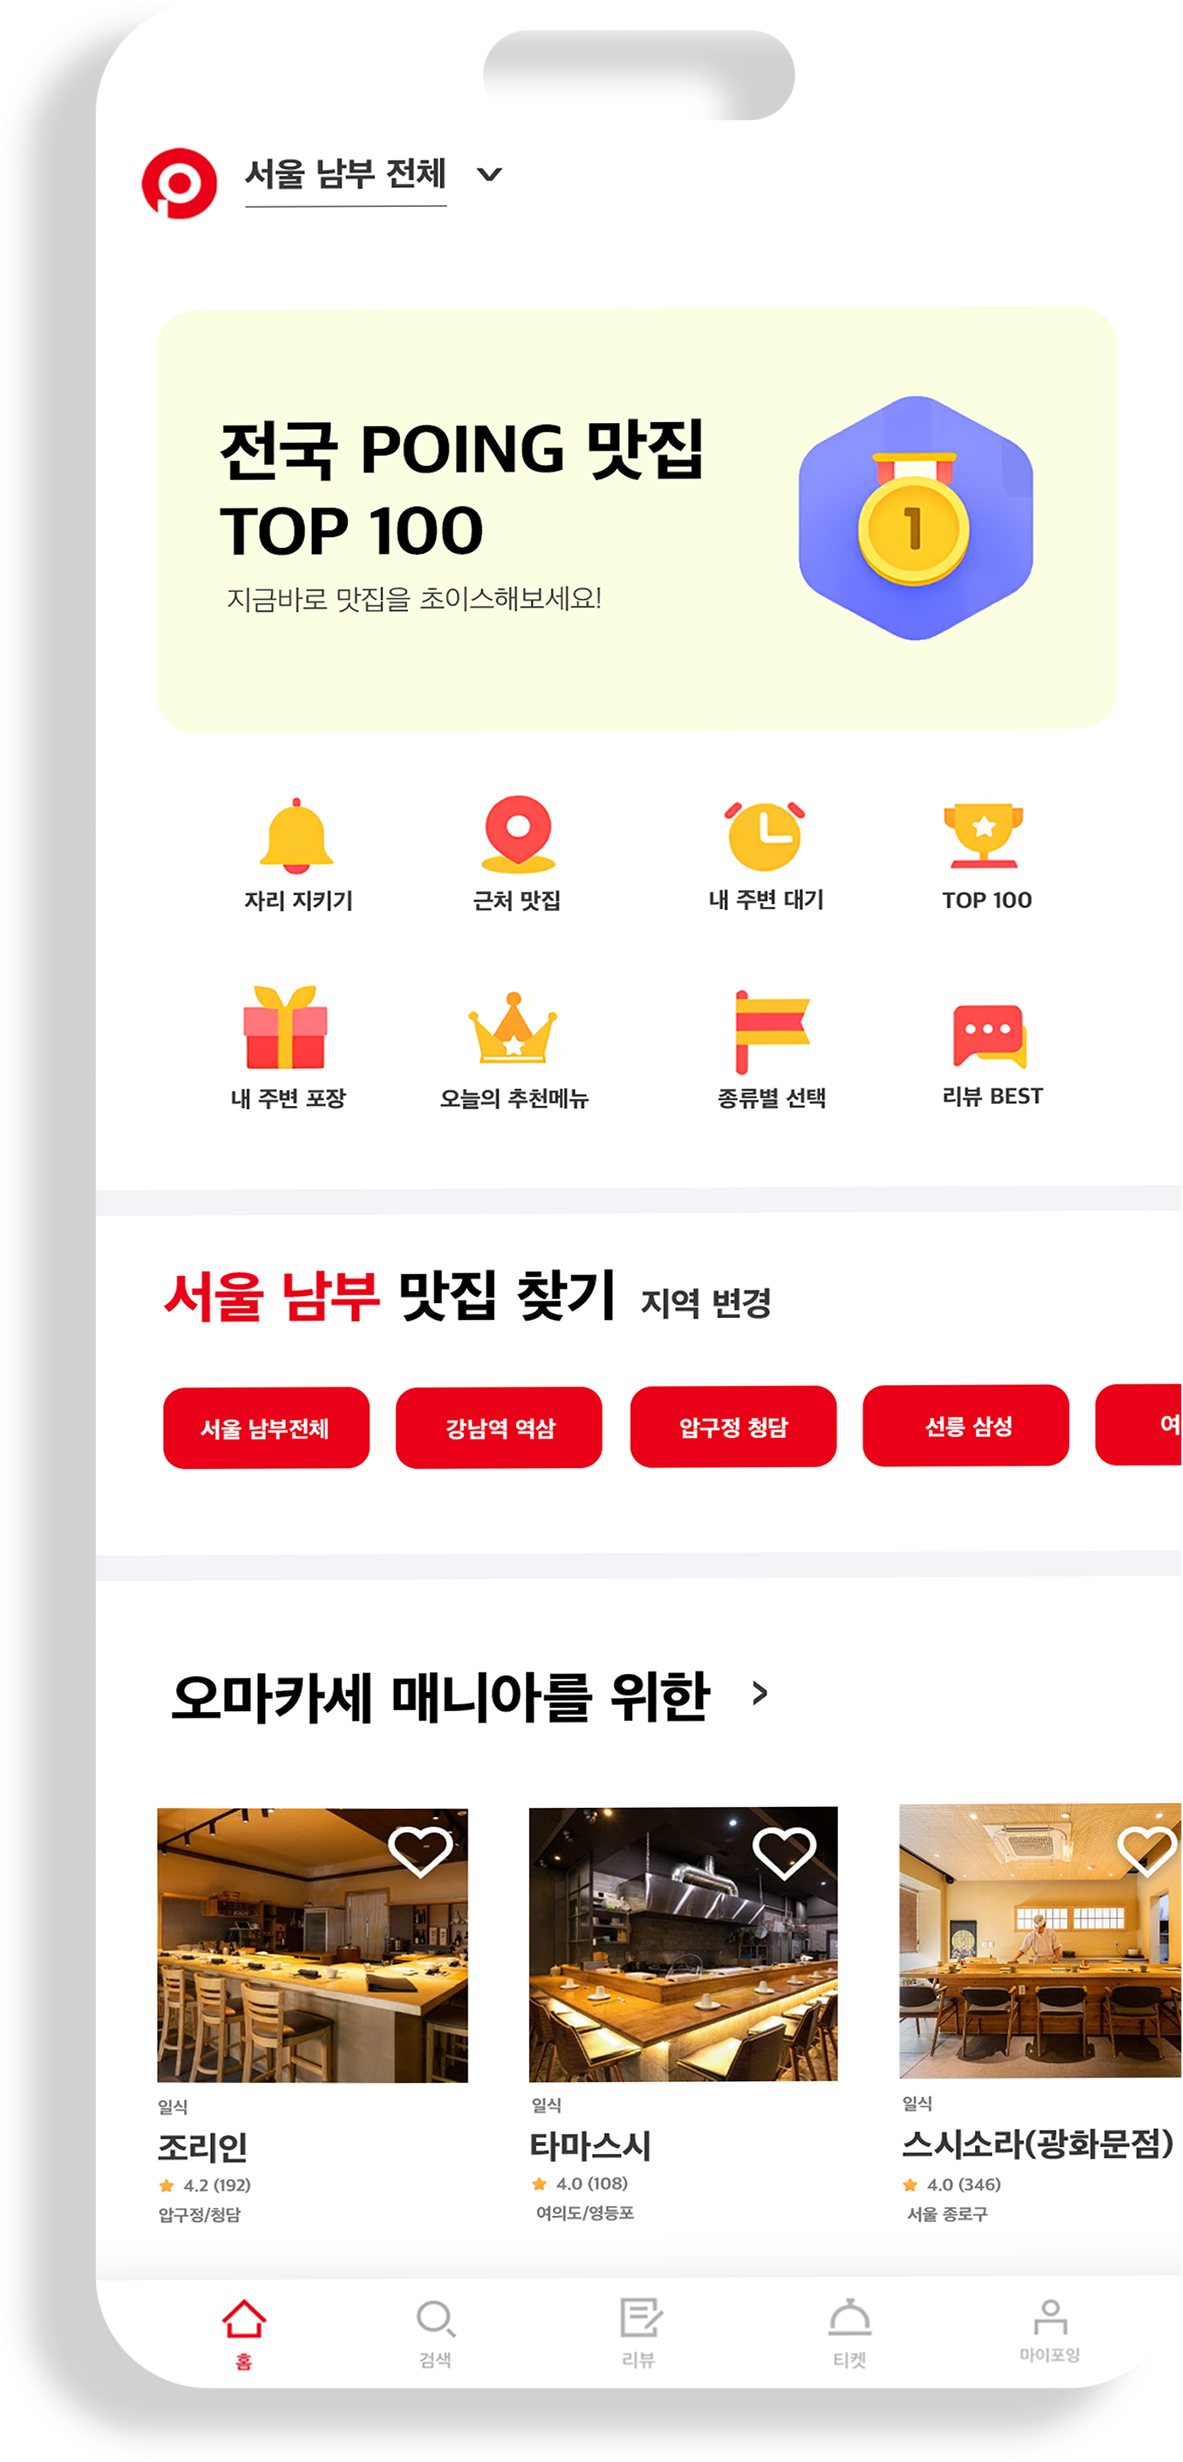 서울 남부 전체
전국 POING 맛집
TOP 100
지금바로 맛집을 초이스해보세요!
1
자리 지키기
근처 맛집
내 주변 대기
TOP 100
내 주변 포장
오늘의 추천메뉴
종류별 선택
리뷰 BEST
서울 남부 맛집 찾기 지역 변경
서울 남부전체
강남역 역삼
압구정 청담
선릉 삼성
여
오마카세 매니아를 위한
일식
조리인
4.2 (192)
압구정/청담
일식
타마스시
4.0 (108)
여의도/영등포
일식
스시소라(광화문점)
4.0 (346)
서울 종로구
홈
검색
리뷰
티켓
마이포잉